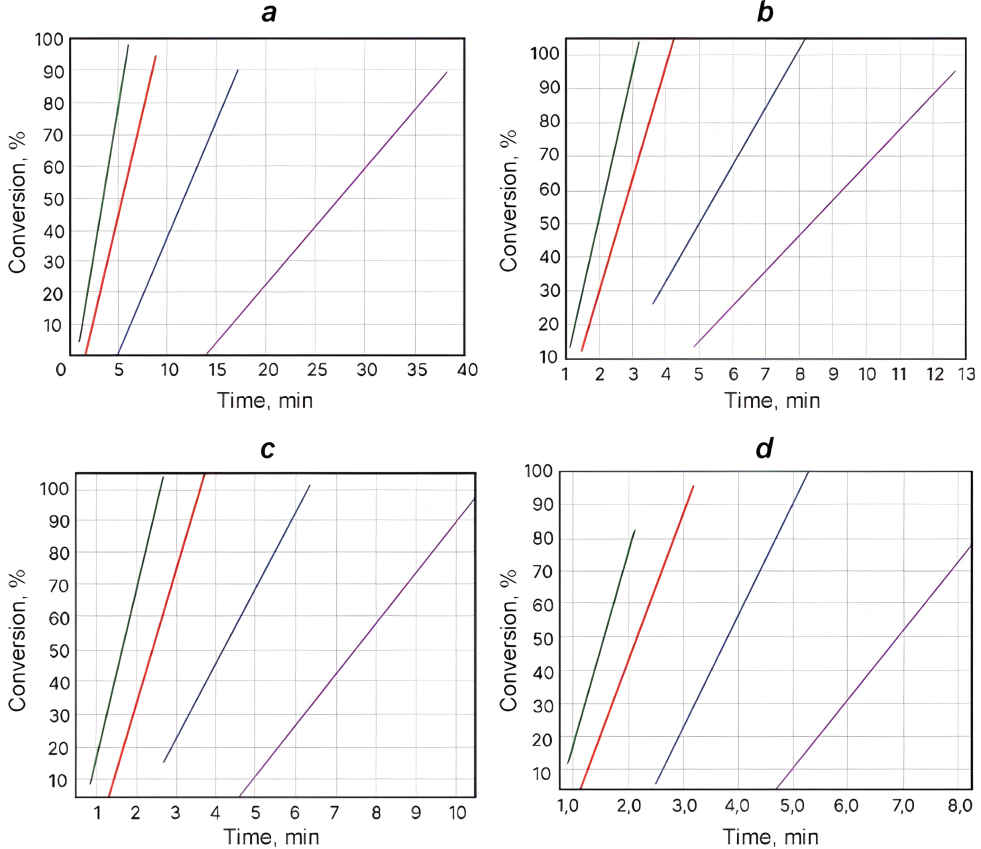 a
Conversion, %
100
90
80
70
60
50
40
30
20
10
0 5 10 15 20 25 30 35 40
Time, min
b
Conversion, %
100
90
80
70
60
50
40
30
20
10
1 2 3 4 5 6 7 8 9 10 11 12 13
Time, min
c
Conversion, %
100
90
80
70
60
50
40
30
20
10
1 2 3 4 5 6 7 8 9 10
Time, min
d
Conversion, %
100
90
80
70
60
50
40
30
20
10
1,0 2,0 3,0 4,0 5,0 6,0 7,0 8,0
Time, min